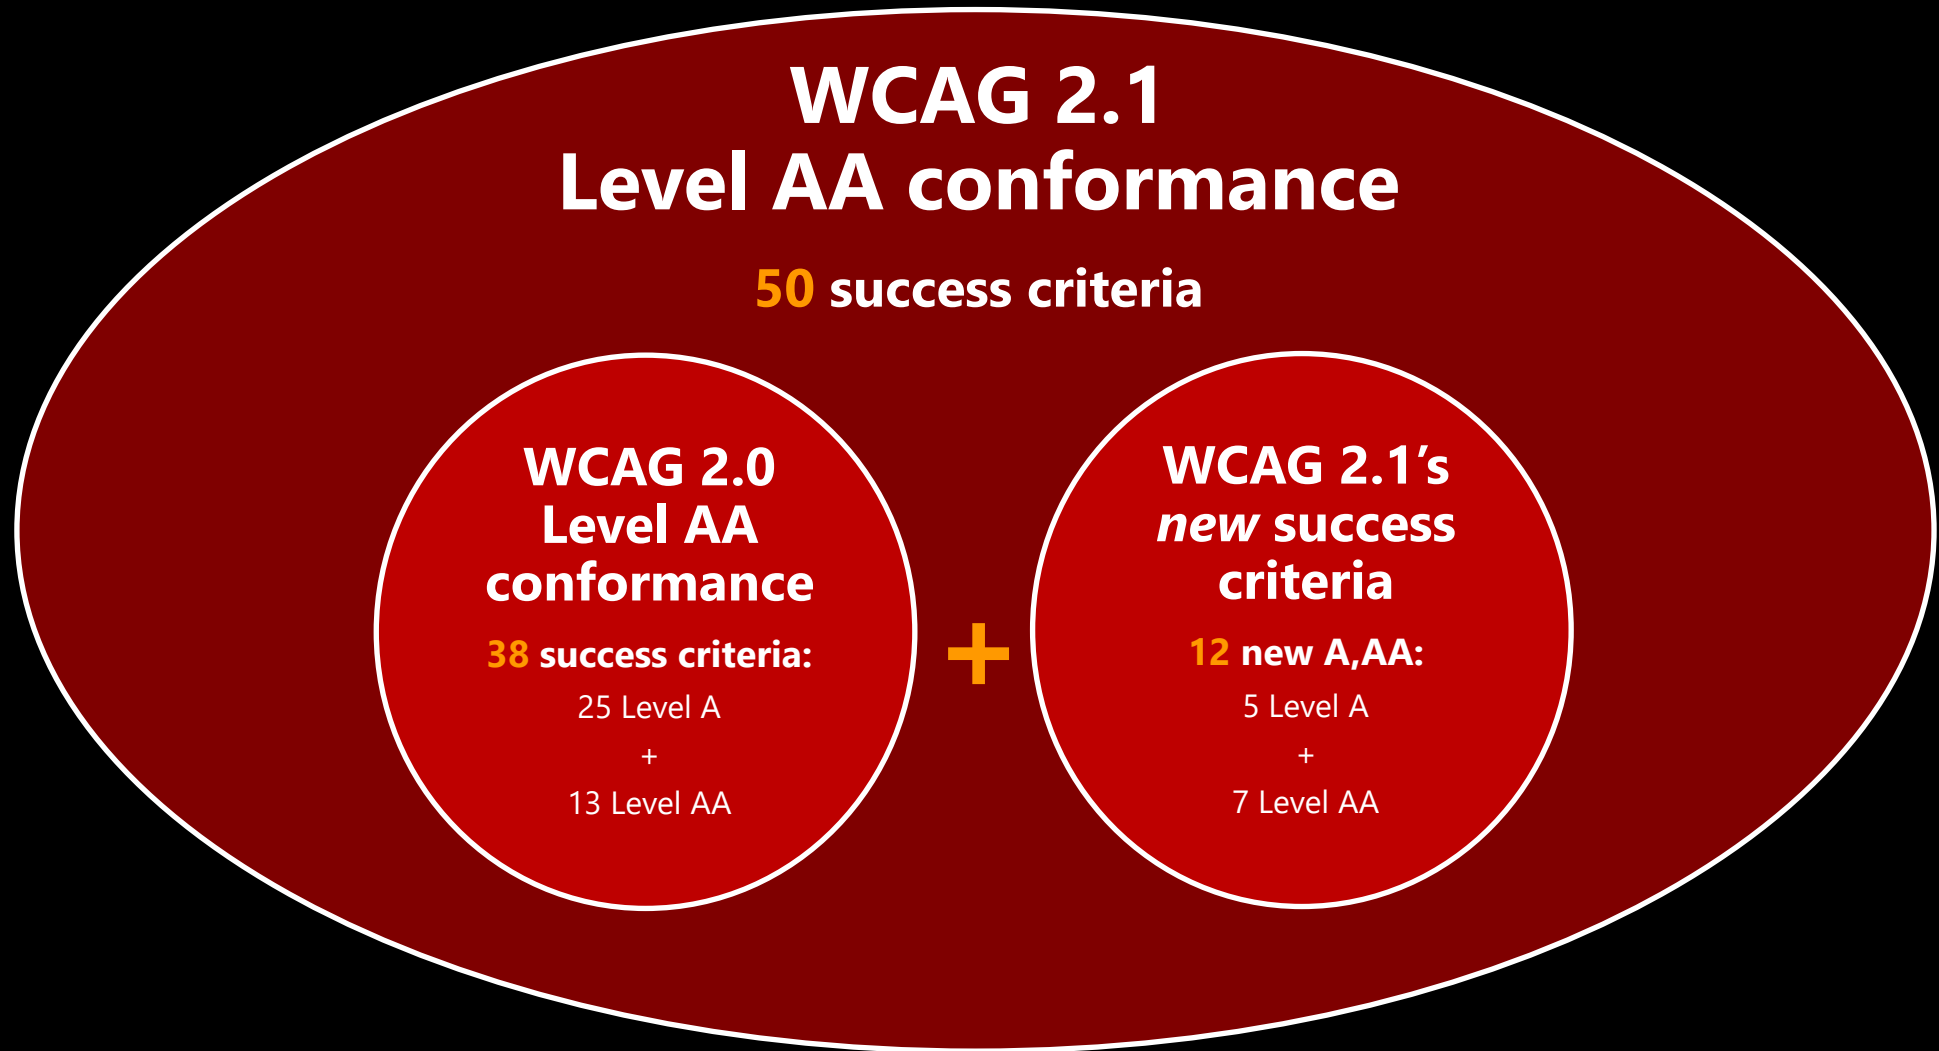 WCAG 2.1
Level AA conformance
50 success criteria
WCAG 2.0
Level AA
conformance
38 success criteria:
25 Level A
+
13 Level AA
+
WCAG 2.1’s
new success
criteria
12 new A,AA:
5 Level A
+
7 Level AA